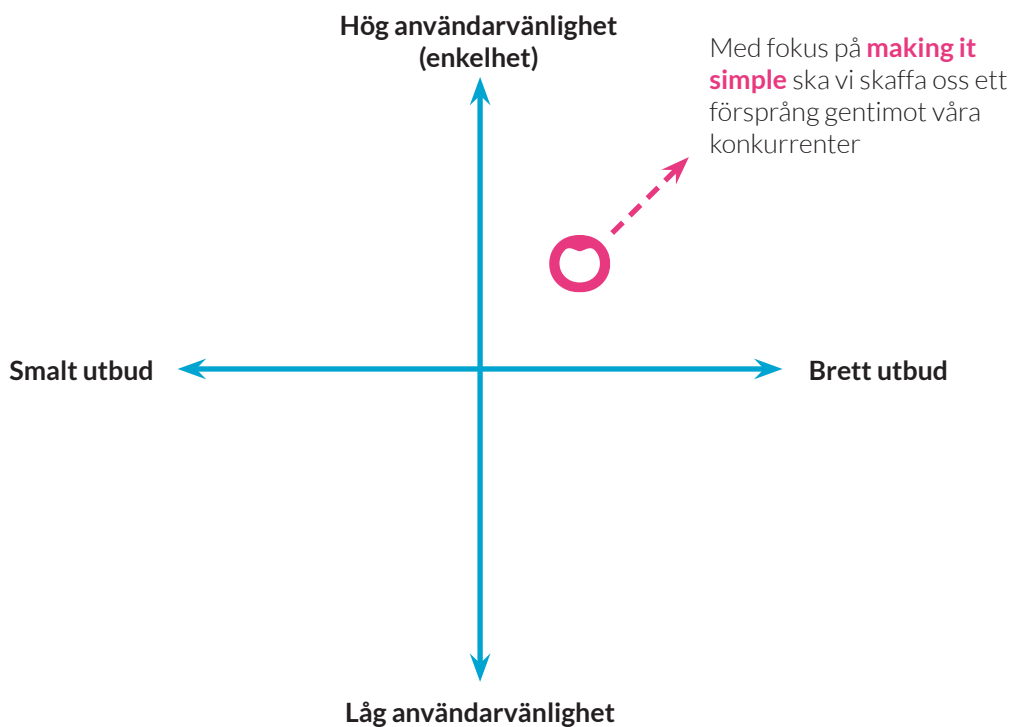 Hög användarvänlighet
(enkelhet)
Med fokus på making it
simple ska vi skaffa oss ett
försprång gentimot våra
konkurrenter
Smalt utbud
Brett utbud
Låg användarvänlighet